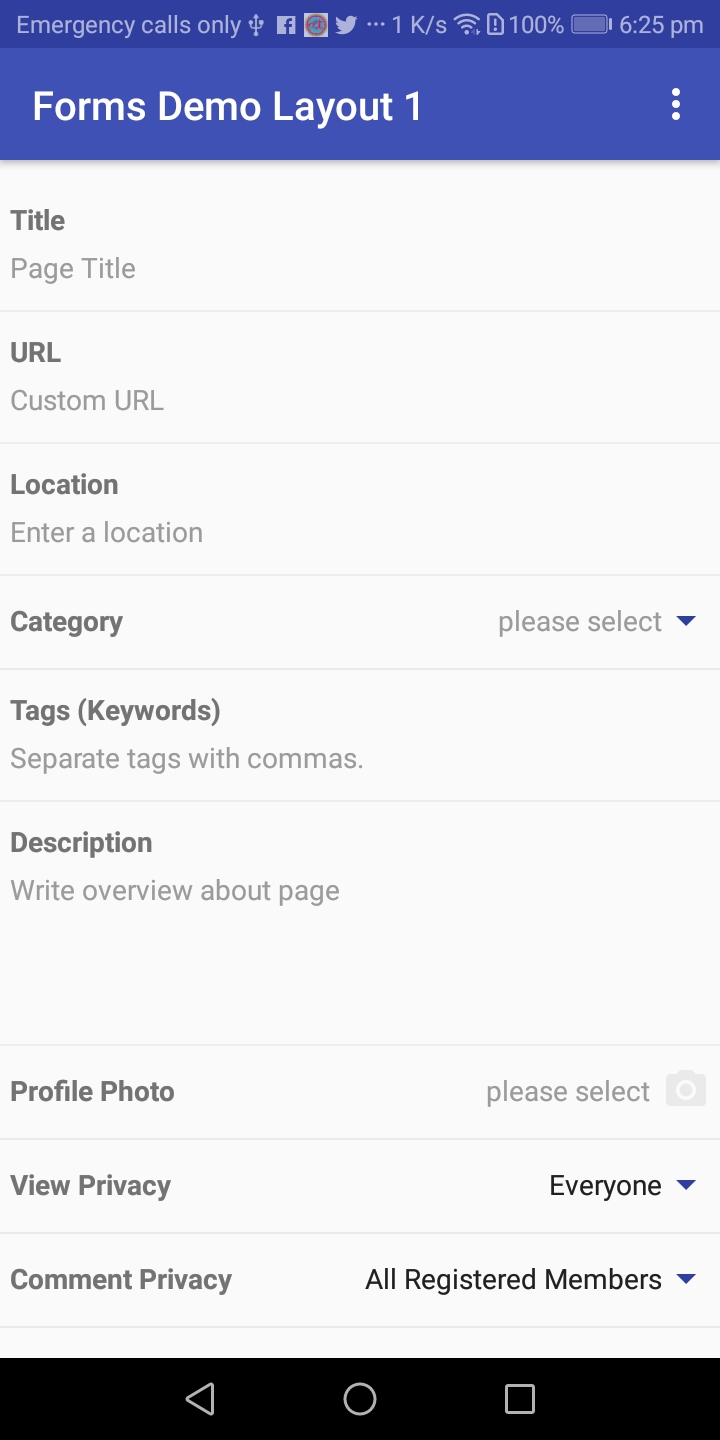 Emergency calls only ... 1 K/s 100% 6:25 pm
Forms Demo Layout 1
Title
Page Title
URL
Custom URL
Location
Enter a location
Category please select
Tags (Keywords)
Separate tags with commas.
Description
Write overview about page
Profile Photo please select
View Privacy Everyone
Comment Privacy All Registered Members